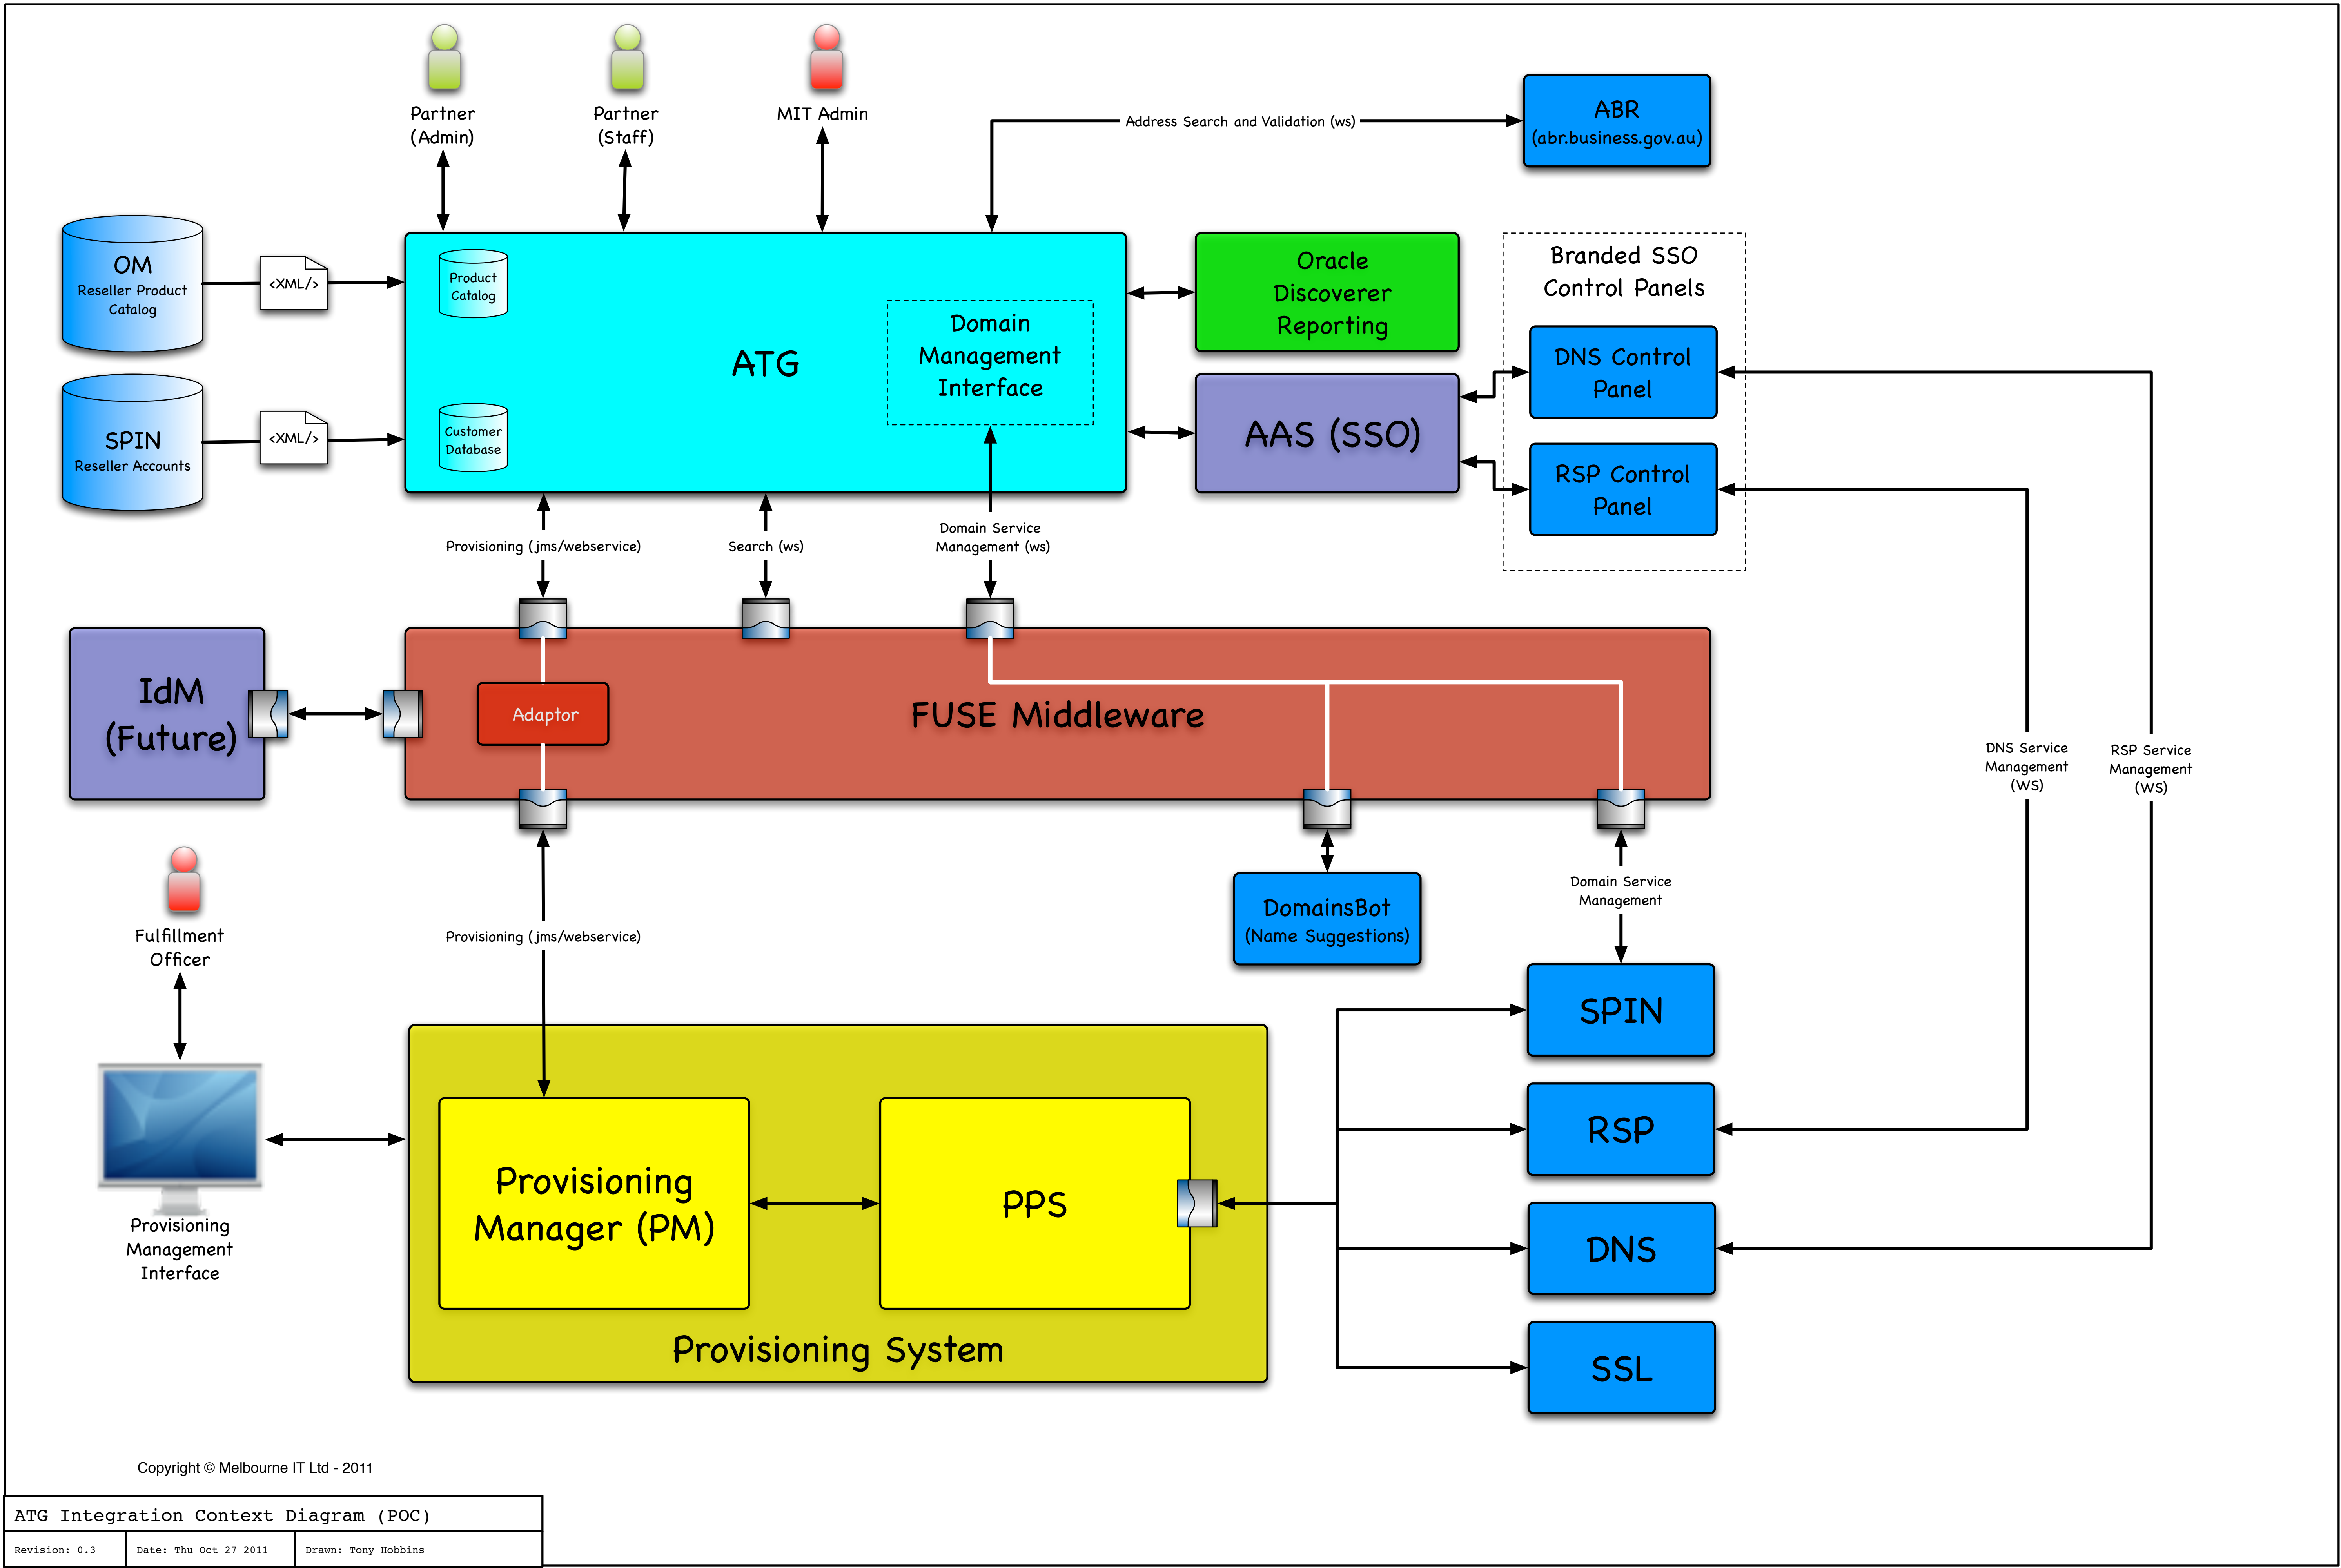 Partner
(Admin)
Partner
(Staff)
MIT Admin
Address Search and Validation (ws)
ABR
(abr.business.gov.au)
OM
Reseller Product
Catalog
<XML/>
Product
Catalog
ATG
Domain
Management
Interface
Oracle
Discoverer
Reporting
Branded SSO
Control Panels
DNS Control
Panel
SPIN
Reseller Accounts
<XML/>
Customer
Database
AAS (SSO)
RSP Control
Panel
Provisioning (jms/webservice)
Search (ws)
Domain Service
Management (ws)
IdM
(Future)
Adaptor
FUSE Middleware
DNS Service
Management
(WS)
RSP Service
Management
(WS)
Fulfillment
Officer
Provisioning (jms/webservice)
DomainsBot
(Name Suggestions)
Domain Service
Management
SPIN
RSP
DNS
SSL
Provisioning
Manager (PM)
PPS
Provisioning System
Provisioning
Management
Interface
Copyright © Melbourne IT Ltd - 2011
ATG Integration Context Diagram (POC)
Revision: 0.3
Date: Thu Oct 27 2011
Drawn: Tony Hobbins